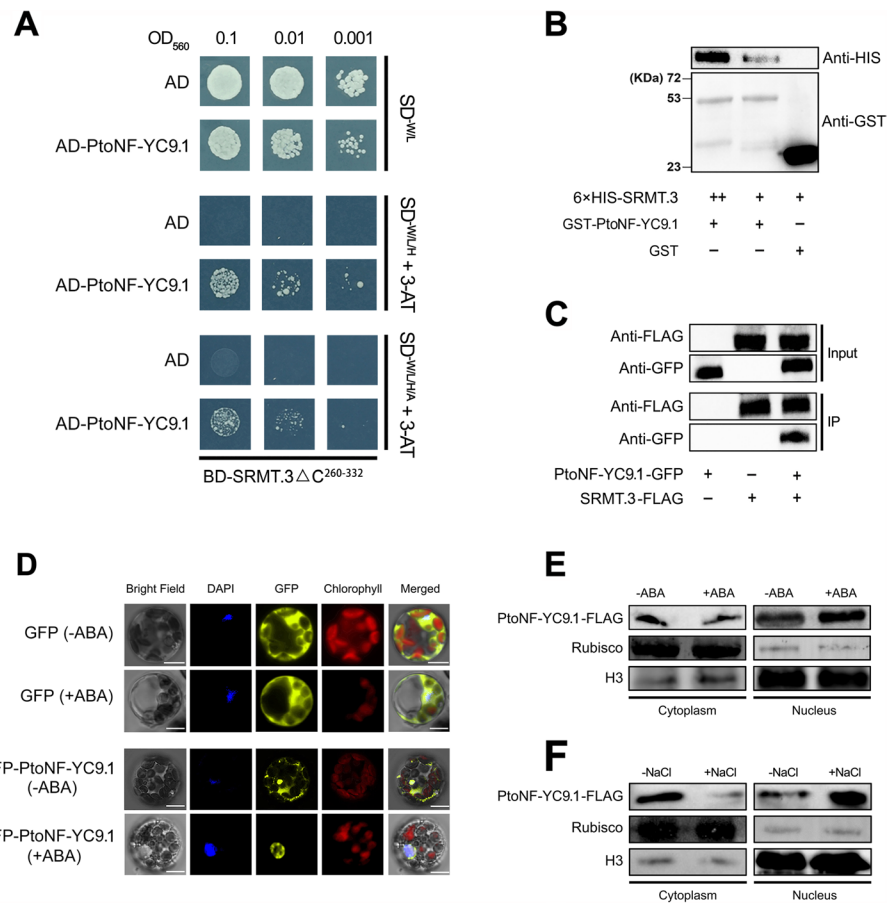 A
OD560 0.1 0.01 0.001
AD
AD-PtoNF-YC9.1
SD-W/L
AD
AD-PtoNF-YC9.1
SD-W/L/H + 3-AT
AD
AD-PtoNF-YC9.1
SD-W/L/H/A + 3-AT
BD-SRMT.3△C260-332
B
Anti-HIS
(KDa) 72
53
Anti-GST
23
6×HIS-SRMT.3 ++ + +
GST-PtoNF-YC9.1 + + −
GST − − +
C
Anti-FLAG
Anti-GFP
Input
Anti-FLAG
Anti-GFP
IP
PtoNF-YC9.1-GFP + − +
SRMT.3-FLAG − + +
D
Bright Field DAPI GFP Chlorophyll Merged
GFP (-ABA)
GFP (+ABA)
FP-PtoNF-YC9.1
(-ABA)
FP-PtoNF-YC9.1
(+ABA)
E
-ABA +ABA -ABA +ABA
PtoNF-YC9.1-FLAG
Rubisco
H3
Cytoplasm Nucleus
F
-NaCl +NaCl -NaCl +NaCl
PtoNF-YC9.1-FLAG
Rubisco
H3
Cytoplasm Nucleus